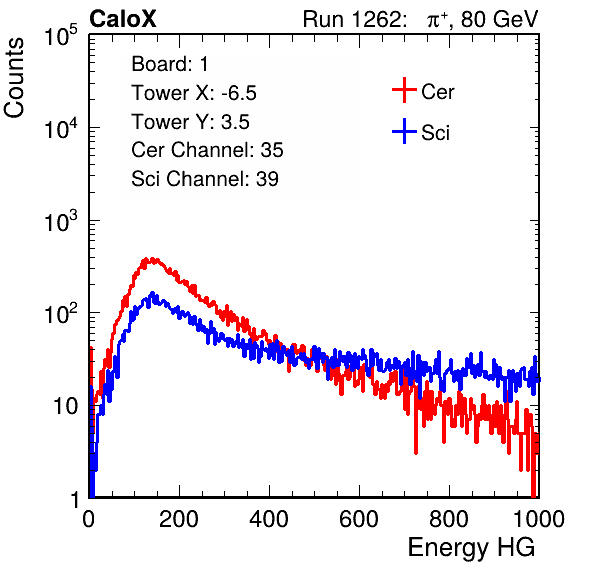 CaloX Run 1262: π⁺, 80 GeV
Counts
10⁵
10⁴
10³
10²
10
1
Board: 1
Tower X: -6.5
Tower Y: 3.5
Cer Channel: 35
Sci Channel: 39
Cer
Sci
0 200 400 600 800 1000
Energy HG